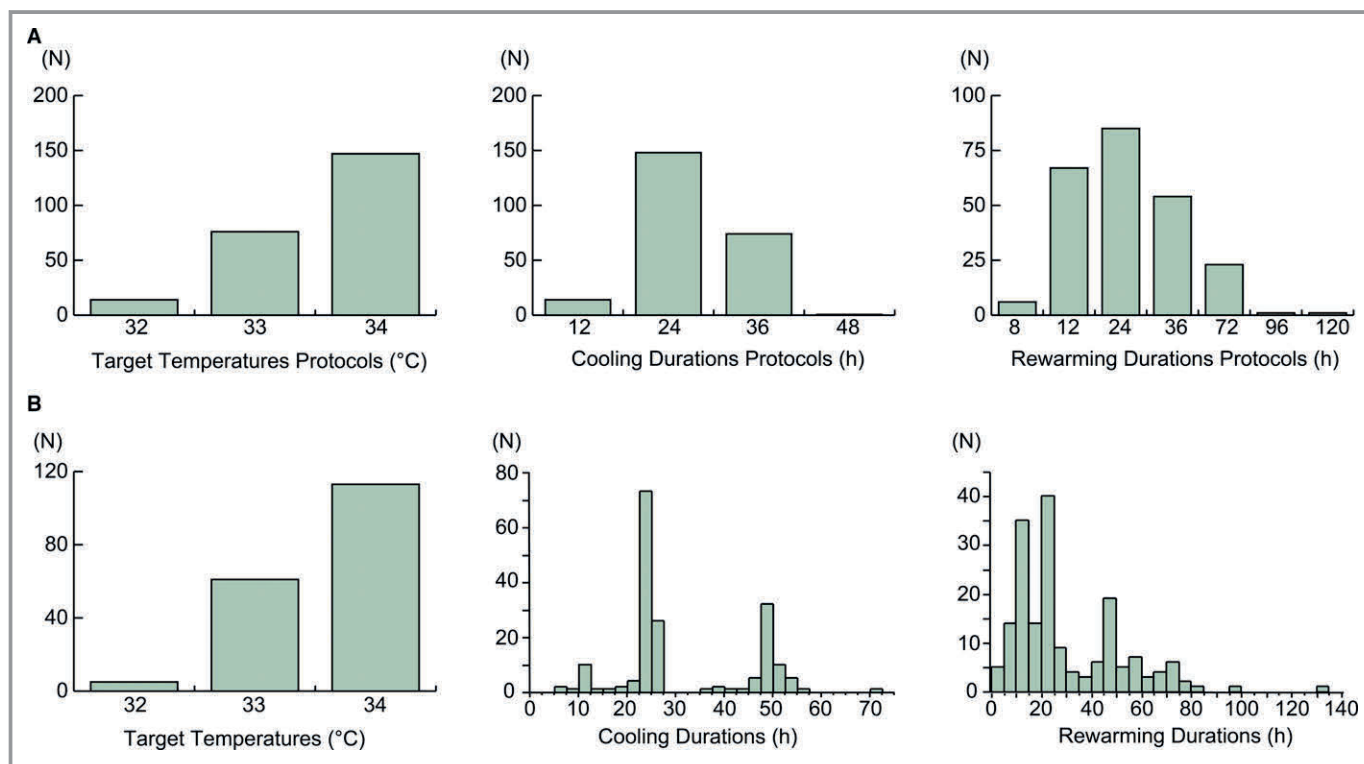 A
(N) (N) (N)
200 200 100
150 150 75
100 100 50
50 50 25
0 0 0
32 33 34 12 24 36 48 8 12 24 36 72 96 120
Target Temperatures Protocols (°C) Cooling Durations Protocols (h) Rewarming Durations Protocols (h)
B
(N) (N) (N)
120 80 40
80 60 30
40 40 20
0 20 10
0 0
32 33 34 0 10 20 30 40 50 60 70 0 20 40 60 80 100 120 140
Target Temperatures (°C) Cooling Durations (h) Rewarming Durations (h)